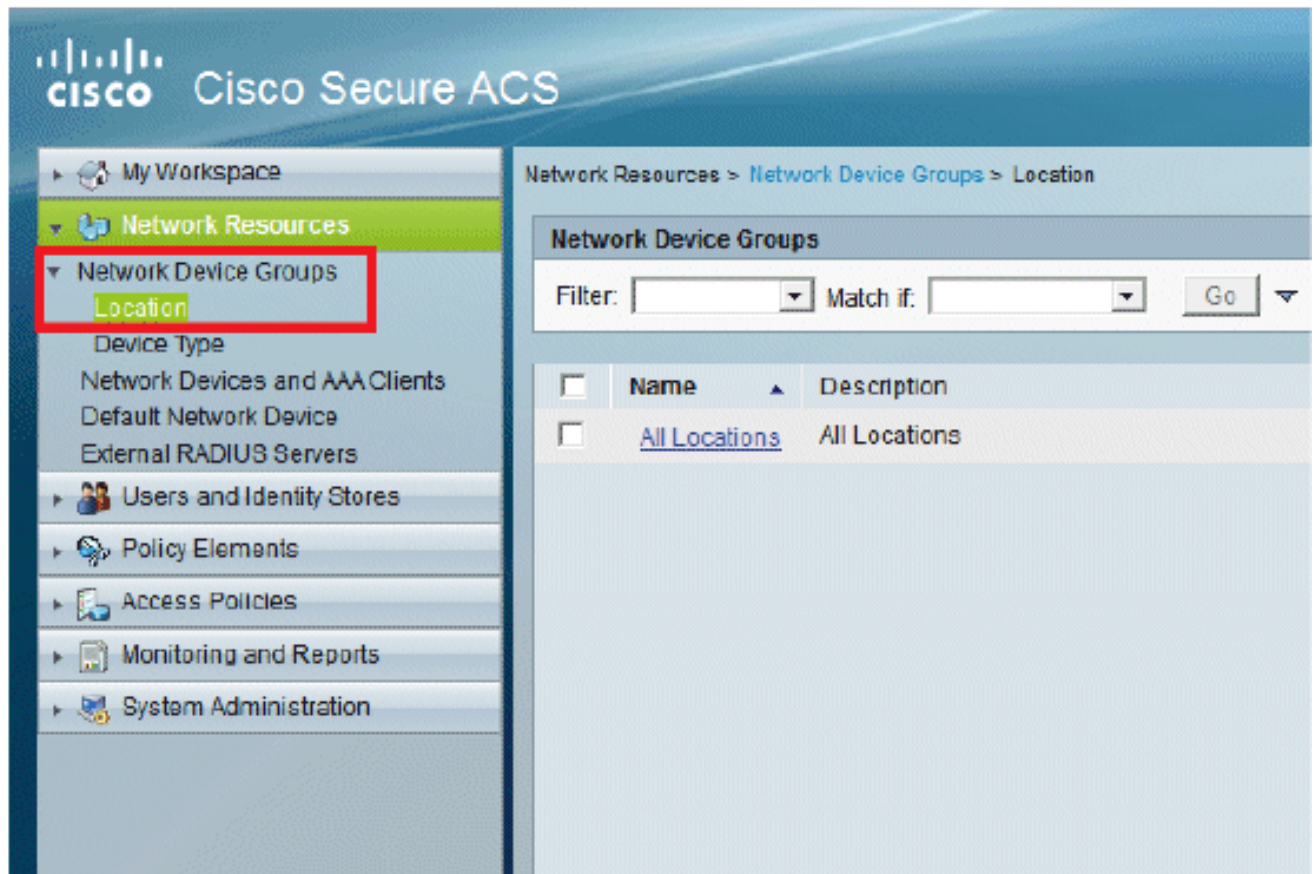 CISCO Cisco Secure ACS
My Workspace
Network Resources
Network Device Groups
Location
Device Type
Network Devices and AAA Clients
Default Network Device
External RADIUS Servers
Users and Identity Stores
Policy Elements
Access Policies
Monitoring and Reports
System Administration
Network Resources > Network Device Groups > Location
Network Device Groups
Filter: Match if: Go
Name Description
All Locations All Locations